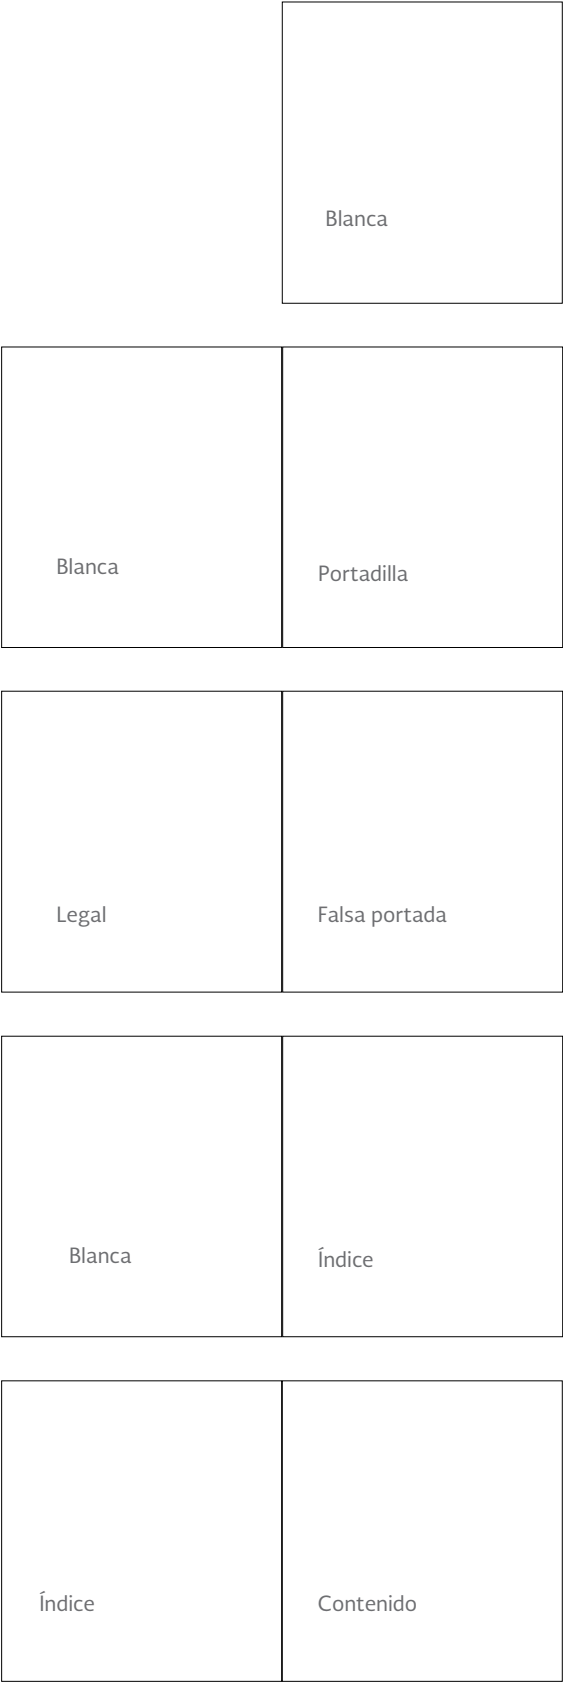 Blanca
Blanca
Portadilla
Legal
Falsa portada
Blanca
Índice
Índice
Contenido